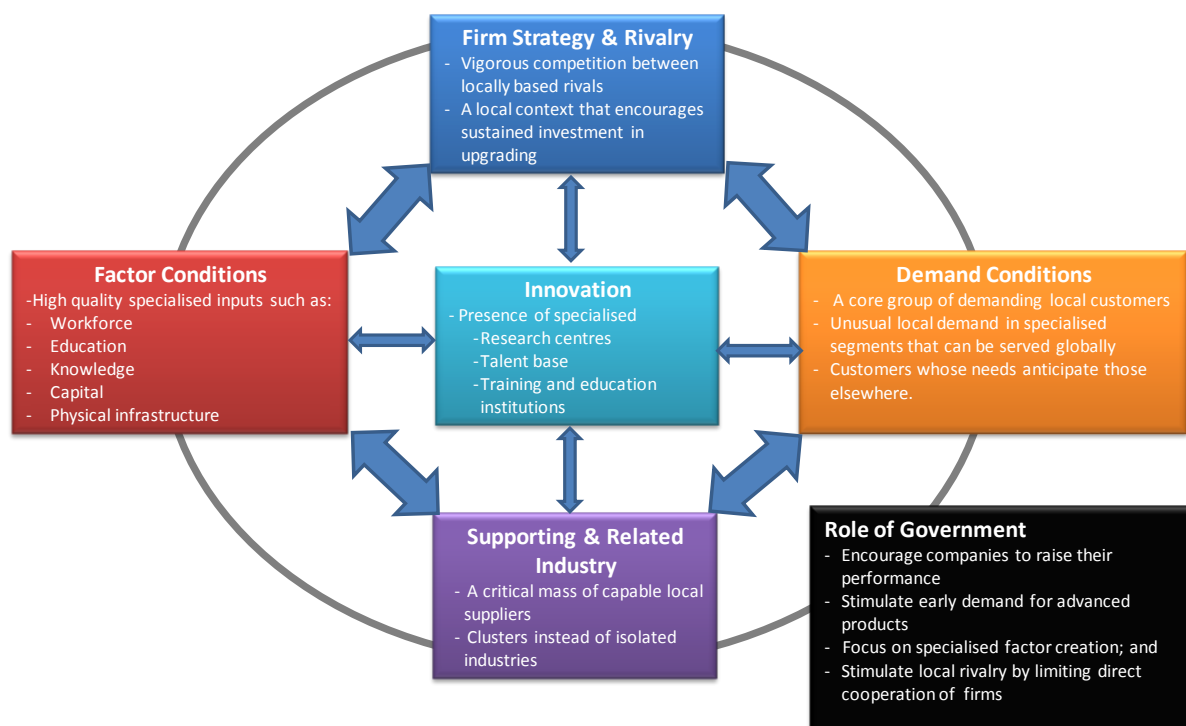 Firm Strategy & Rivalry
- Vigorous competition between
locally based rivals
- A local context that encourages
sustained investment in
upgrading
Factor Conditions
-High quality specialised inputs such as:
- Workforce
- Education
- Knowledge
- Capital
- Physical infrastructure
Innovation
- Presence of specialised
-Research centres
-Talent base
-Training and education
institutions
Demand Conditions
- A core group of demanding local customers
- Unusual local demand in specialised
segments that can be served globally
- Customers whose needs anticipate those
elsewhere.
Supporting & Related
Industry
- A critical mass of capable local
suppliers
- Clusters instead of isolated
industries
Role of Government
- Encourage companies to raise their
performance
- Stimulate early demand for advanced
products
- Focus on specialised factor creation; and
- Stimulate local rivalry by limiting direct
cooperation of firms